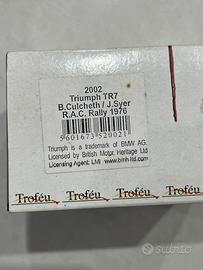 2002
Triumph TR7
B.Culcheth / J.Syer
R.A.C. Rally 1976
5 601673 520021
Triumph is a trademark of BMW AG.
Licensed by British Motor Heritage Ltd
Licensing Agent: LMI www.bmh-ltd.com
Troféu Troféu Troféu Troféu
subito